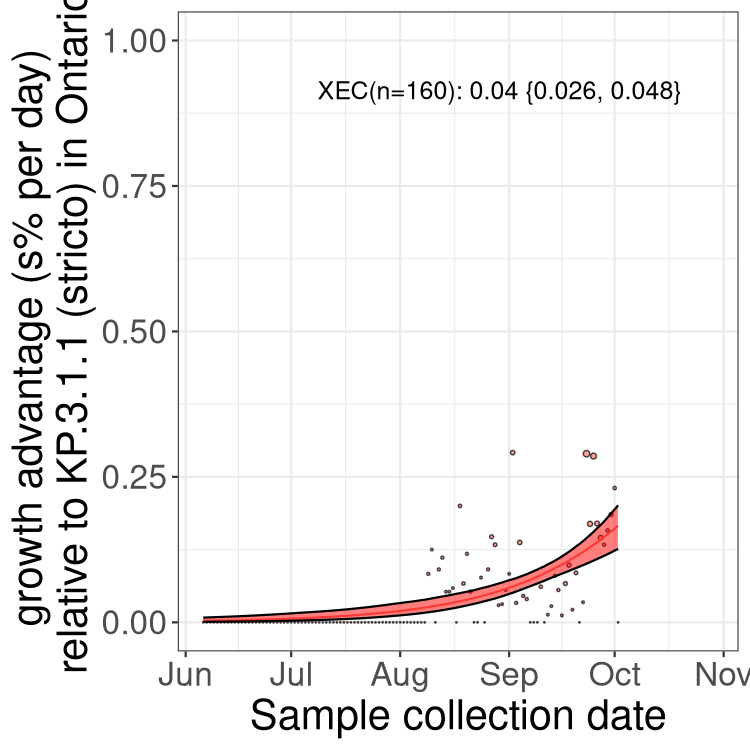 growth advantage (s% per day)
relative to KP.3.1.1 (stricto) in Ontario
1.00
0.75
0.50
0.25
0.00
XEC(n=160): 0.04 {0.026, 0.048}
Jun Jul Aug Sep Oct Nov
Sample collection date